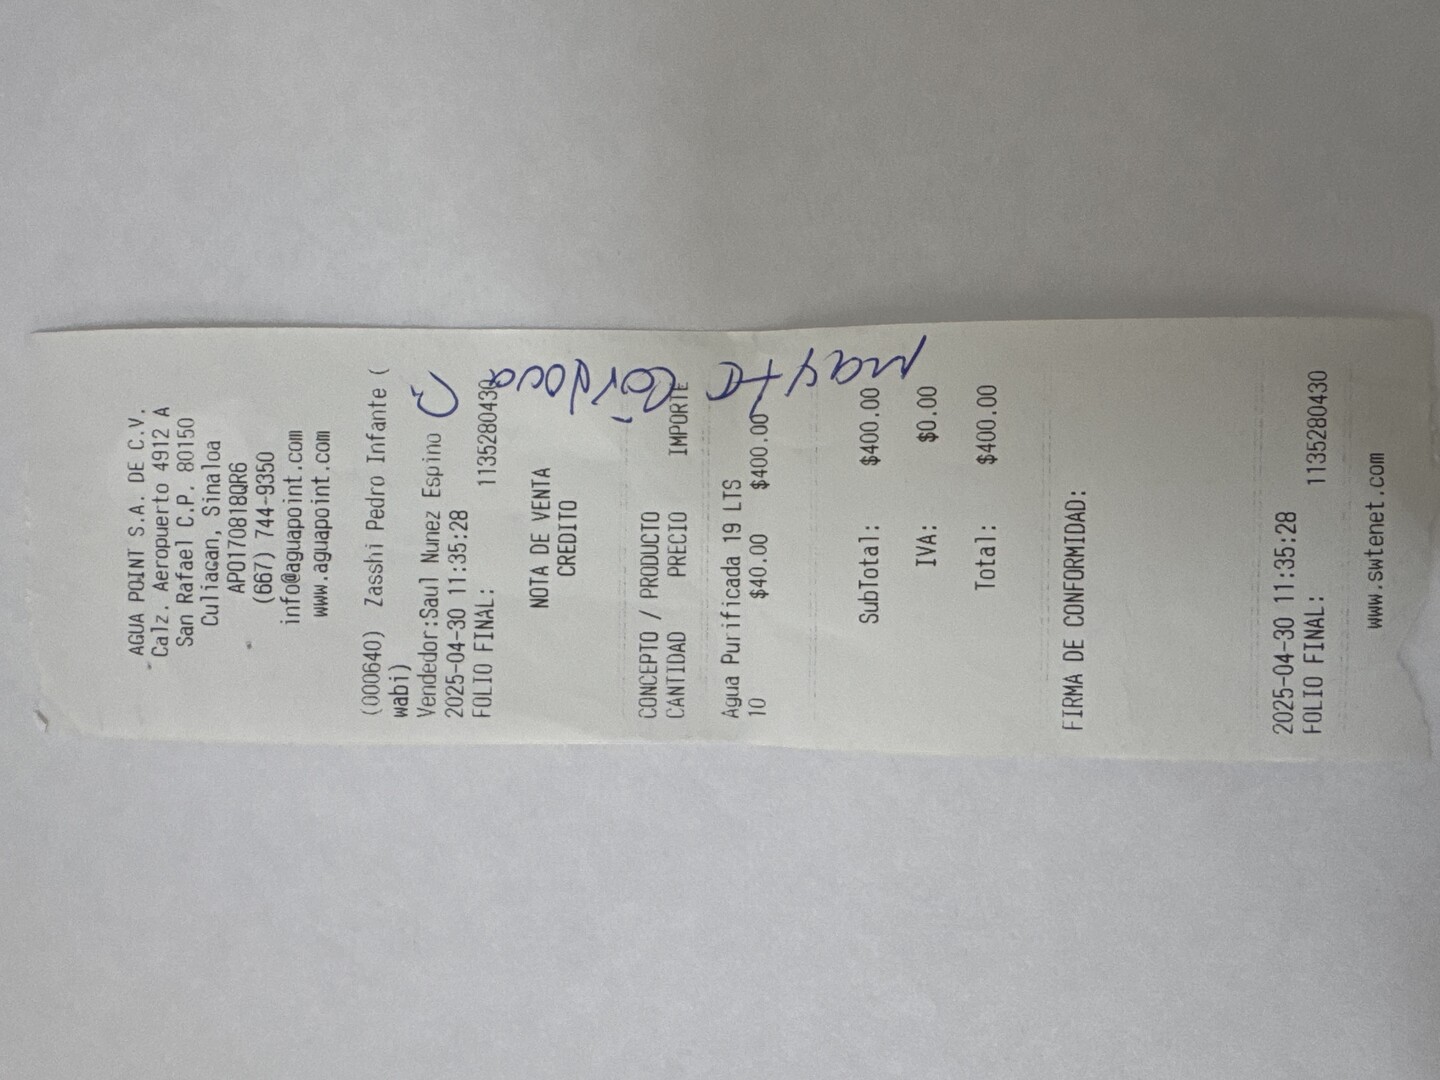 AGUA POINT S.A. DE C.V.
Calz. Aeropuerto 4912 A
San Rafael C.P. 80150
Culiacan, Sinaloa
APO170818QR6
(667) 744-9350
info@aguapoint.com
www.aguapoint.com
(000640) Zasshi Pedro Infante (
wabi)
Vendedor:Saul Nunez Espino
2025-04-30 11:35:28
FOLIO FINAL: 1135280430
NOTA DE VENTA
CREDITO
CONCEPTO / PRODUCTO
CANTIDAD PRECIO IMPORTE
Agua Purificada 19 LTS
10 $40.00 $400.00
SubTotal: $400.00
IVA: $0.00
Total: $400.00
FIRMA DE CONFORMIDAD:
2025-04-30 11:35:28
FOLIO FINAL: 1135280430
www.swtenet.com
mayte Córdova C.